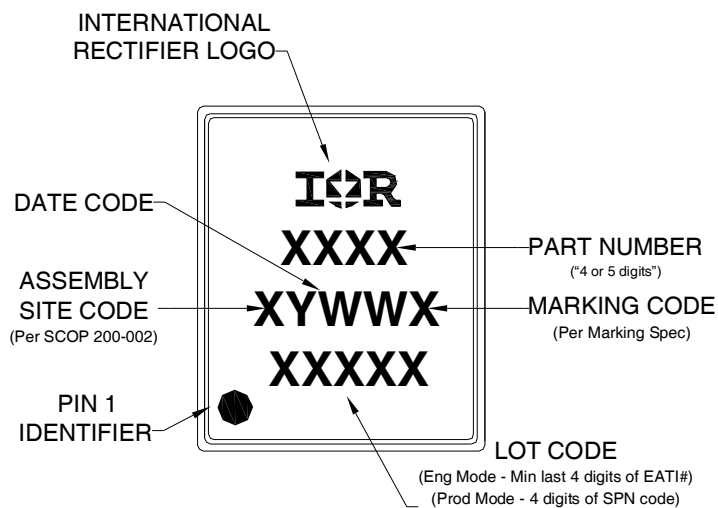 INTERNATIONAL
RECTIFIER LOGO
IOR
DATE CODE
XXXX
PART NUMBER
(“4 or 5 digits”)
ASSEMBLY
SITE CODE
(Per SCOP 200-002)
XYWWX
MARKING CODE
(Per Marking Spec)
XXXXX
PIN 1
IDENTIFIER
LOT CODE
(Eng Mode - Min last 4 digits of EATI#)
(Prod Mode - 4 digits of SPN code)